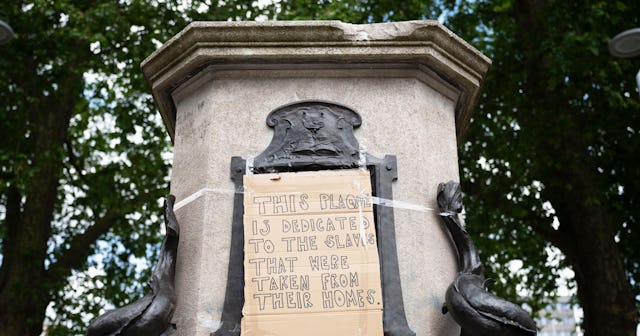 THIS PLAQUE
IS DEDICATED
TO THE SLAVES
THAT WERE
TAKEN FROM
THEIR HOMES.